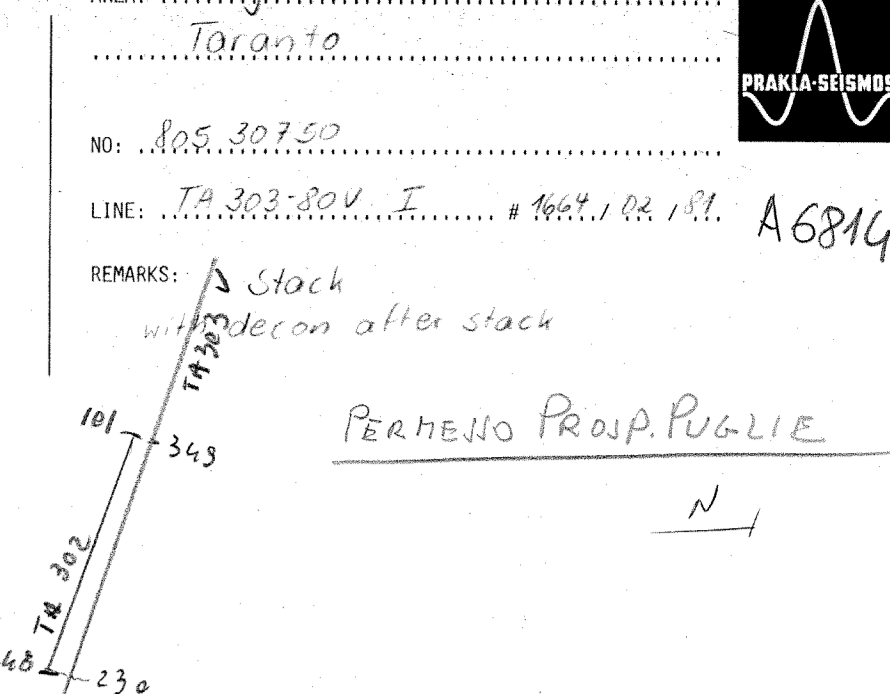 Taranto
PRAKLA-SEISMOS
NO: 805 30750
LINE: TA 303-80V I # 1664 / 02 / 81
A6814
REMARKS: Stack
with decon after stack
TA 303
101
349
PERMESSO PROSP. PUGLIE
N
TA 302
48
230